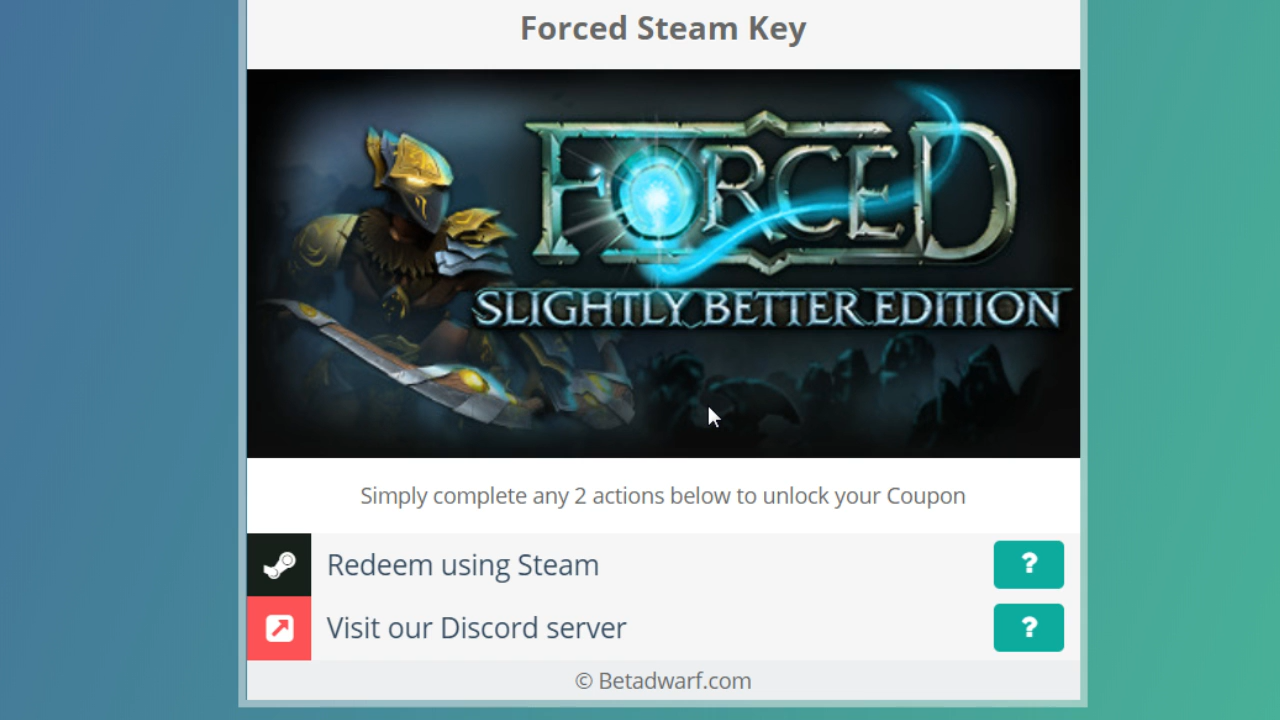 Forced Steam Key
FORCED
SLIGHTLY BETTER EDITION
Simply complete any 2 actions below to unlock your Coupon
Redeem using Steam
?
Visit our Discord server
?
© Betadwarf.com